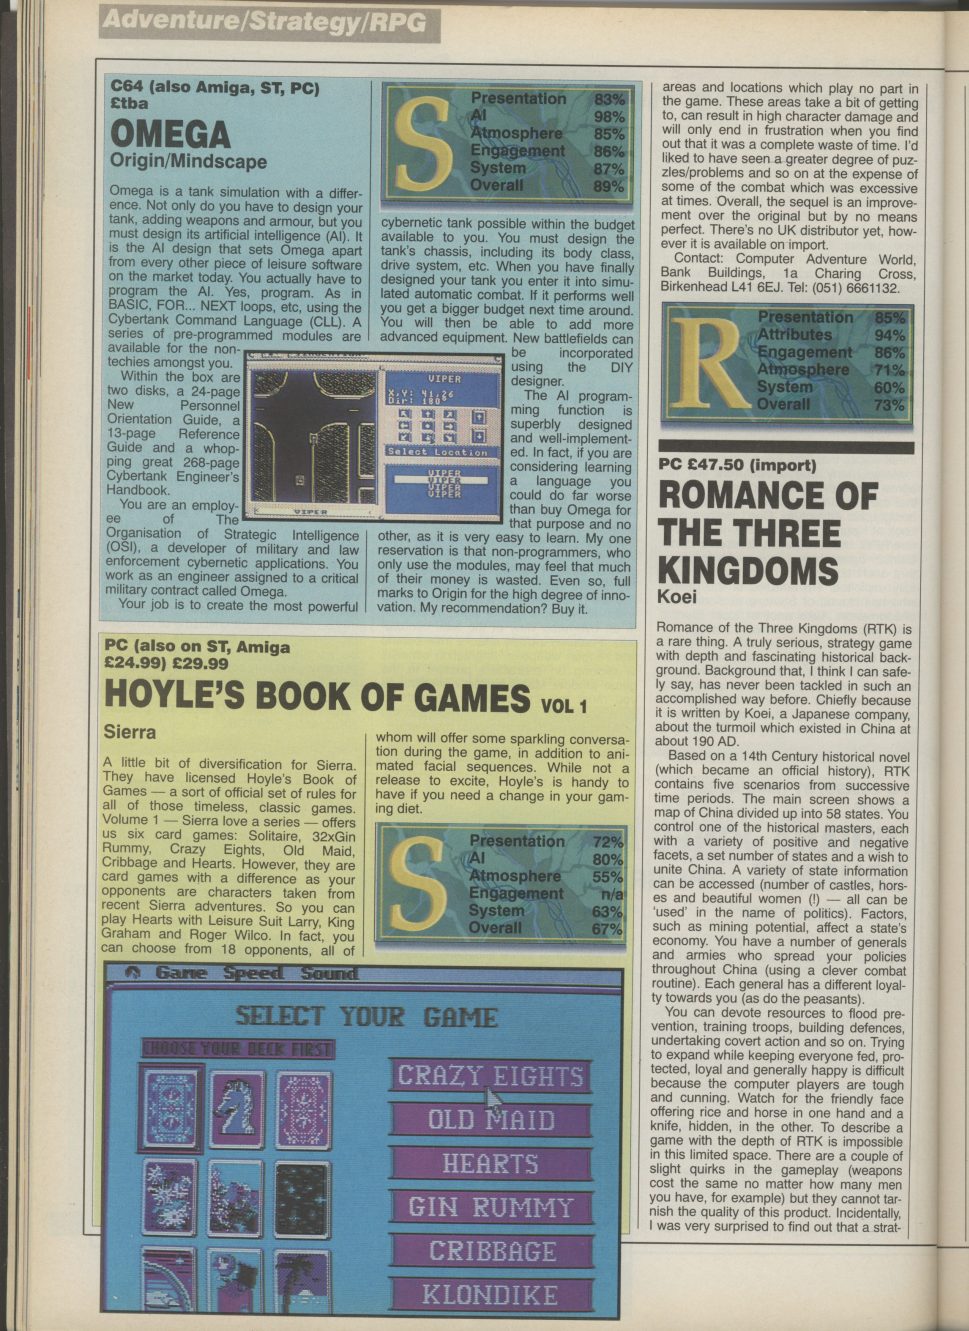 Adventure/Strategy/RPG
C64 (also Amiga, ST, PC)
£tba
OMEGA
Origin/Mindscape
Omega is a tank simulation with a differ-
ence. Not only do you have to design your
tank, adding weapons and armour, but you
must design its artificial intelligence (AI). It
is the AI design that sets Omega apart
from every other piece of leisure software
on the market today. You actually have to
program the AI. Yes, program. As in
BASIC, FOR... NEXT loops, etc, using the
Cybertank Command Language (CLL). A
series of pre-programmed modules are
available for the non-
techies amongst you.
Within the box are
two disks, a 24-page
New Personnel
Orientation Guide, a
13-page Reference
Guide and a whop-
ping great 268-page
Cybertank Engineer's
Handbook.
You are an employ-
ee of The
Organisation of Strategic Intelligence
(OSI), a developer of military and law
enforcement cybernetic applications. You
work as an engineer assigned to a critical
military contract called Omega.
Your job is to create the most powerful
S
Presentation 83%
AI 98%
Atmosphere 85%
Engagement 86%
System 87%
Overall 89%
cybernetic tank possible within the budget
available to you. You must design the
tank's chassis, including its body class,
drive system, etc. When you have finally
designed your tank you enter it into simu-
lated automatic combat. If it performs well
you get a bigger budget next time around.
You will then be able to add more
advanced equipment. New battlefields can
be incorporated
using the DIY
designer.
The AI program-
ming function is
superbly designed
and well-implement-
ed. In fact, if you are
considering learning
a language you
could do far worse
than buy Omega for
that purpose and no
other, as it is very easy to learn. My one
reservation is that non-programmers, who
only use the modules, may feel that much
of their money is wasted. Even so, full
marks to Origin for the high degree of inno-
vation. My recommendation? Buy it.
VIPER
X,Y: 41,26
Dir: 180°
Select Location
VIPER
VIPER
VIPER
VIPER
VIPER
PC (also on ST, Amiga
£24.99) £29.99
HOYLE'S BOOK OF GAMES VOL 1
Sierra
A little bit of diversification for Sierra.
They have licensed Hoyle's Book of
Games — a sort of official set of rules for
all of those timeless, classic games.
Volume 1 — Sierra love a series — offers
us six card games: Solitaire, 32xGin
Rummy, Crazy Eights, Old Maid,
Cribbage and Hearts. However, they are
card games with a difference as your
opponents are characters taken from
recent Sierra adventures. So you can
play Hearts with Leisure Suit Larry, King
Graham and Roger Wilco. In fact, you
can choose from 18 opponents, all of
whom will offer some sparkling conversa-
tion during the game, in addition to ani-
mated facial sequences. While not a
release to excite, Hoyle's is handy to
have if you need a change in your gam-
ing diet.
S
Presentation 72%
AI 80%
Atmosphere 55%
Engagement n/a
System 63%
Overall 67%
Game Speed Sound
SELECT YOUR GAME
CHOOSE YOUR DECK FIRST
CRAZY EIGHTS
OLD MAID
HEARTS
GIN RUMMY
CRIBBAGE
KLONDIKE
areas and locations which play no part in
the game. These areas take a bit of getting
to, can result in high character damage and
will only end in frustration when you find
out that it was a complete waste of time. I'd
liked to have seen a greater degree of puz-
zles/problems and so on at the expense of
some of the combat which was excessive
at times. Overall, the sequel is an improve-
ment over the original but by no means
perfect. There's no UK distributor yet, how-
ever it is available on import.
Contact: Computer Adventure World,
Bank Buildings, 1a Charing Cross,
Birkenhead L41 6EJ. Tel: (051) 6661132.
R
Presentation 85%
Attributes 94%
Engagement 86%
Atmosphere 71%
System 60%
Overall 73%
PC £47.50 (import)
ROMANCE OF
THE THREE
KINGDOMS
Koei
Romance of the Three Kingdoms (RTK) is
a rare thing. A truly serious, strategy game
with depth and fascinating historical back-
ground. Background that, I think I can safe-
ly say, has never been tackled in such an
accomplished way before. Chiefly because
it is written by Koei, a Japanese company,
about the turmoil which existed in China at
about 190 AD.
Based on a 14th Century historical novel
(which became an official history), RTK
contains five scenarios from successive
time periods. The main screen shows a
map of China divided up into 58 states. You
control one of the historical masters, each
with a variety of positive and negative
facets, a set number of states and a wish to
unite China. A variety of state information
can be accessed (number of castles, hors-
es and beautiful women (!) — all can be
'used' in the name of politics). Factors,
such as mining potential, affect a state's
economy. You have a number of generals
and armies who spread your policies
throughout China (using a clever combat
routine). Each general has a different loyal-
ty towards you (as do the peasants).
You can devote resources to flood pre-
vention, training troops, building defences,
undertaking covert action and so on. Trying
to expand while keeping everyone fed, pro-
tected, loyal and generally happy is difficult
because the computer players are tough
and cunning. Watch for the friendly face
offering rice and horse in one hand and a
knife, hidden, in the other. To describe a
game with the depth of RTK is impossible
in this limited space. There are a couple of
slight quirks in the gameplay (weapons
cost the same no matter how many men
you have, for example) but they cannot tar-
nish the quality of this product. Incidentally,
I was very surprised to find out that a strat-